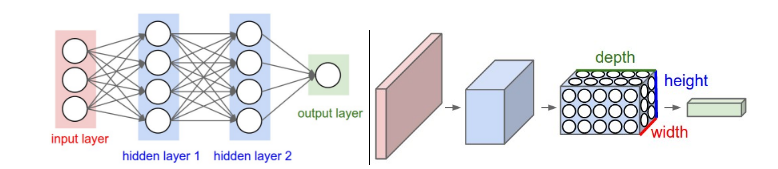 input layer
hidden layer 1
hidden layer 2
output layer
depth
height
width